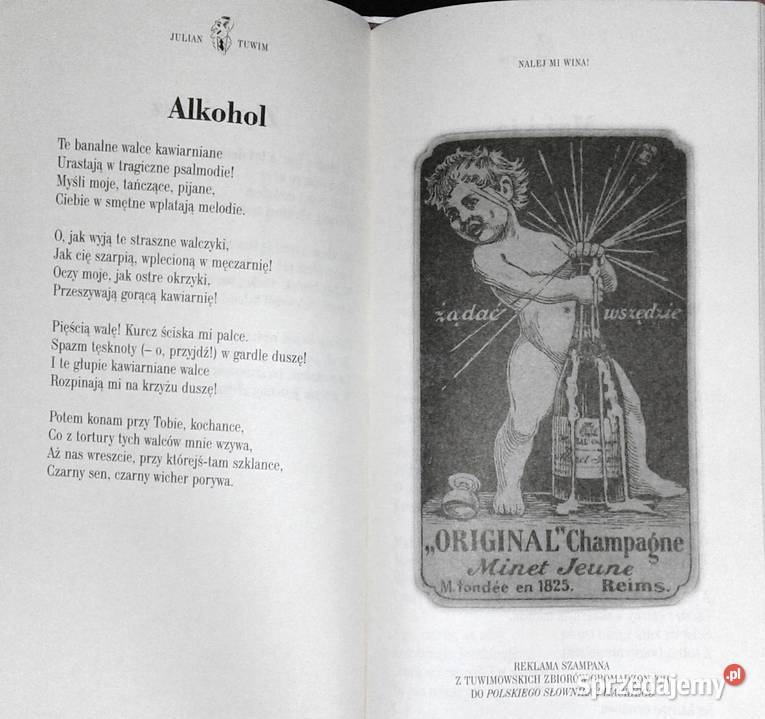 JULIAN TUWIM
Alkohol
Te banalne walce kawiarniane
Urastają w tragiczne psalmodie!
Myśli moje, tańczące, pijane,
Ciebie w smętne wplatają melodie.
O, jak wyją te straszne walczyki,
Jak cię szarpią, wplecioną w męczarnię!
Oczy moje, jak ostre okrzyki,
Przeszywają gorącą kawiarnię!
Pięścią walę! Kurcz ściska mi palce.
Spazm tęsknoty (– o, przyjdź!) w gardle duszę!
I te głupie kawiarniane walce
Rozpinają mi na krzyżu duszę!
Potem konam przy Tobie, kochance,
Co z tortury tych walców mnie wzywa,
Aż nas wreszcie, przy którejś-tam szklance,
Czarny sen, czarny wicher porywa.
NALEJ MI WINA!
żądać wszędzie
Minet Jeune
„ORIGINAL" Champagne
Minet Jeune
M. fondée en 1825. Reims.
REKLAMA SZAMPANA
Z TUWIMOWSKICH ZBIORÓW GROMADZONYCH
DO POLSKIEGO SŁOWNIKA PIJACKIEGO
sprzedajemy.pl